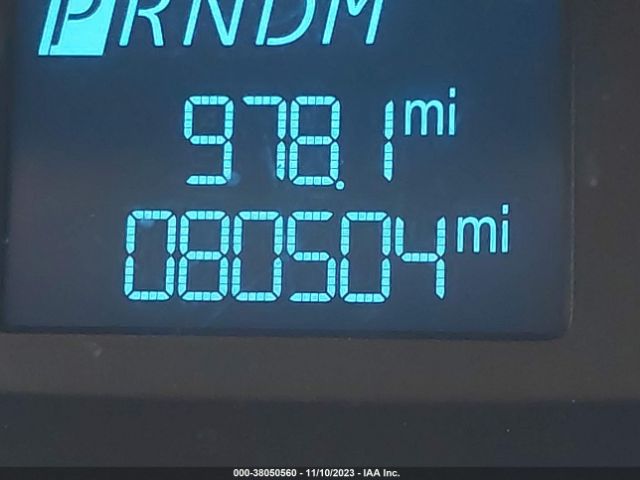 PRNDM
978.1 mi
080504 mi
000-38050560 - 11/10/2023 - IAA Inc.